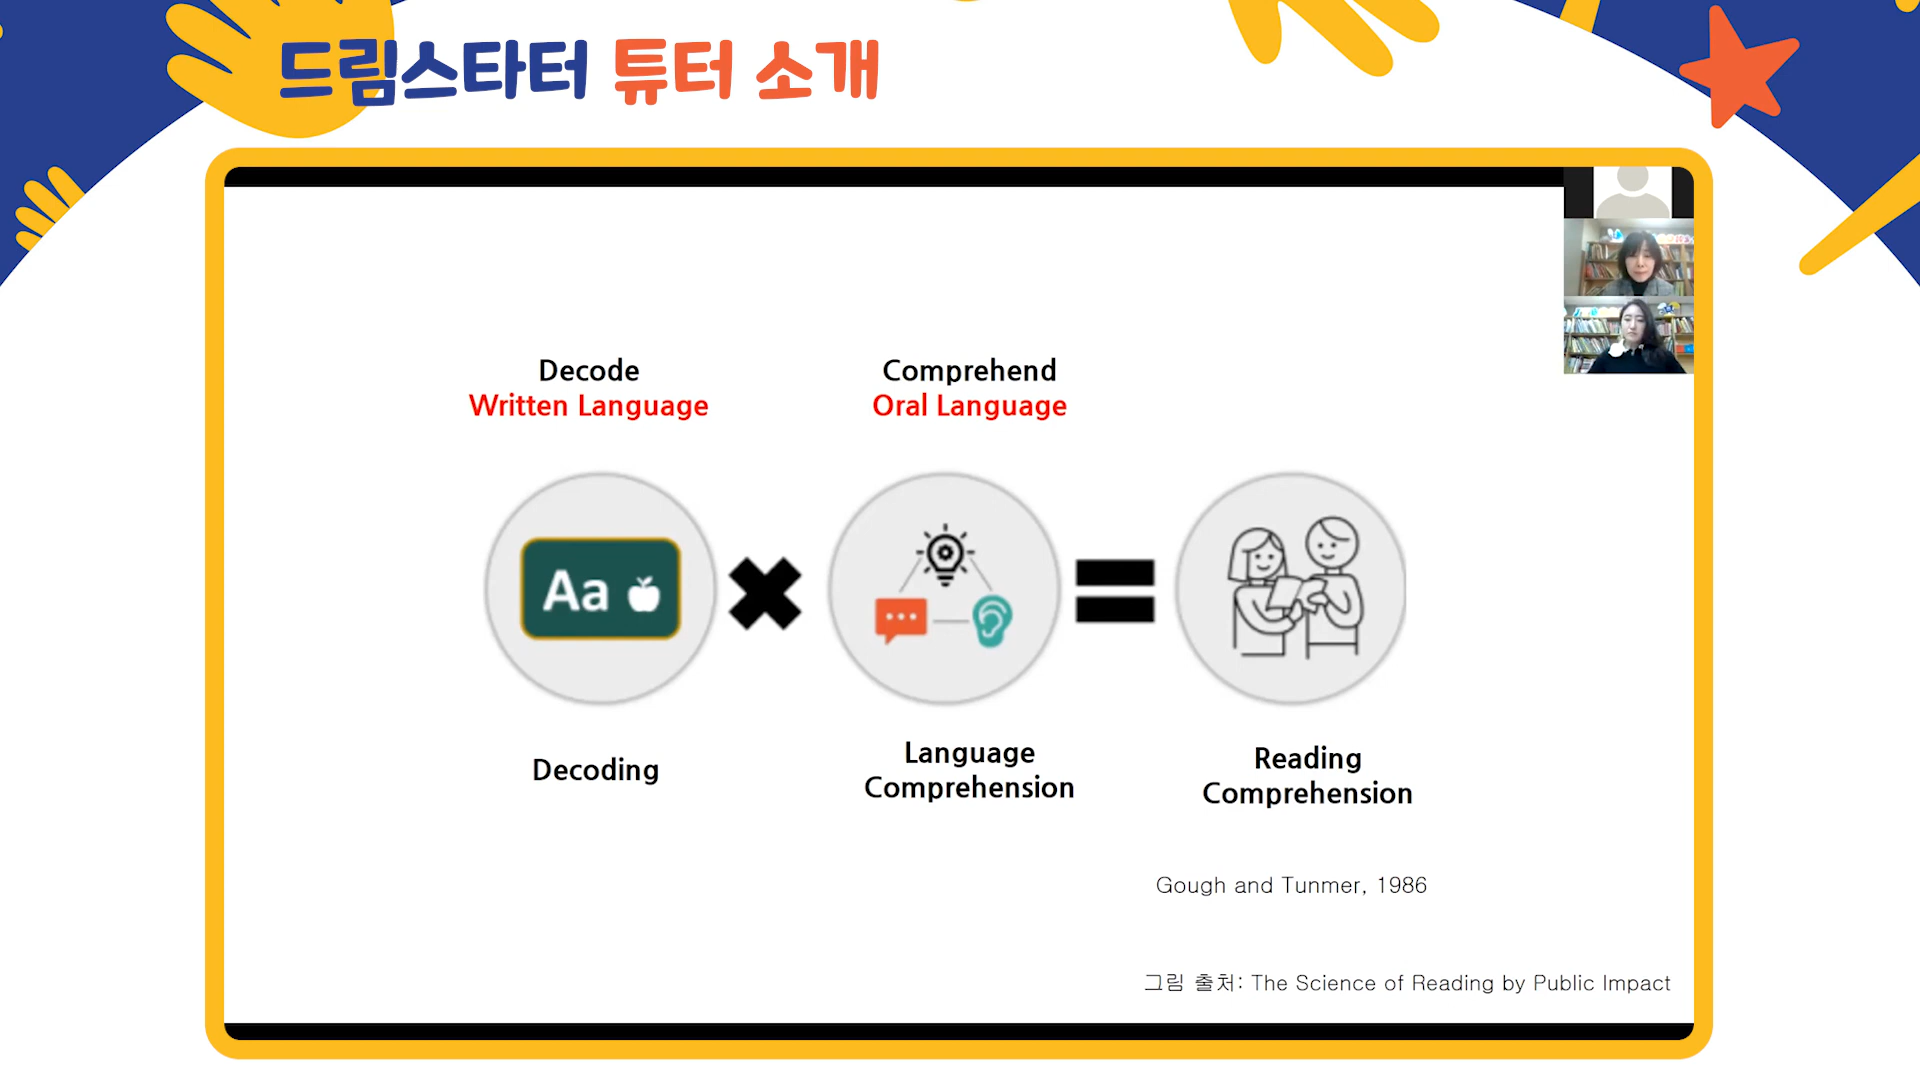 드림스타터 튜터 소개
Decode
Written Language
Comprehend
Oral Language
Aa
Decoding
Language
Comprehension
Reading
Comprehension
Gough and Tunmer, 1986
그림 출처: The Science of Reading by Public Impact